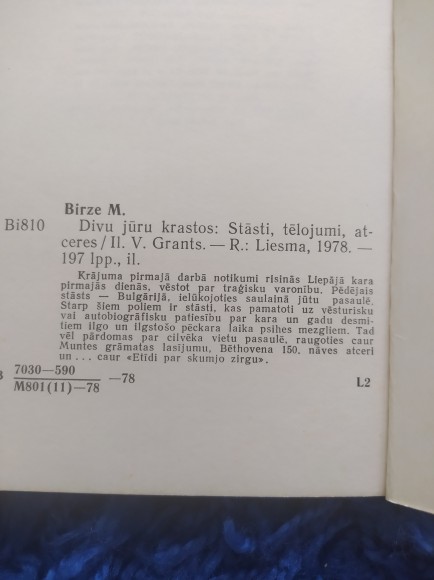 Birze M.
Bi810 Divu jūru krastos: Stāsti, tēlojumi, at-
ceres / Il. V. Grants. — R.: Liesma, 1978. —
197 lpp., il.
Krājuma pirmajā darbā notikumi risinās Liepājā kara
pirmajās dienās, vēstot par traģisku varonību. Pēdējais
stāsts — Bulgārijā, ielūkojoties saulainā jūtu pasaulē.
Starp šiem poliem ir stāsti, kas pamatoti uz vēsturisku
vai autobiogrāfisku patiesību par kara un gadu desmi-
tiem ilgo un ilgstošo pēckara laika psihes mezgliem. Tad
vēl pārdomas par cilvēka vietu pasaulē, raugoties caur
Muntes grāmatas lasījumu, Bēthovena 150. nāves atceri
un... caur «Etīdi par skumjo zirgu».
7030—590
M801(11)—78 —78 L2